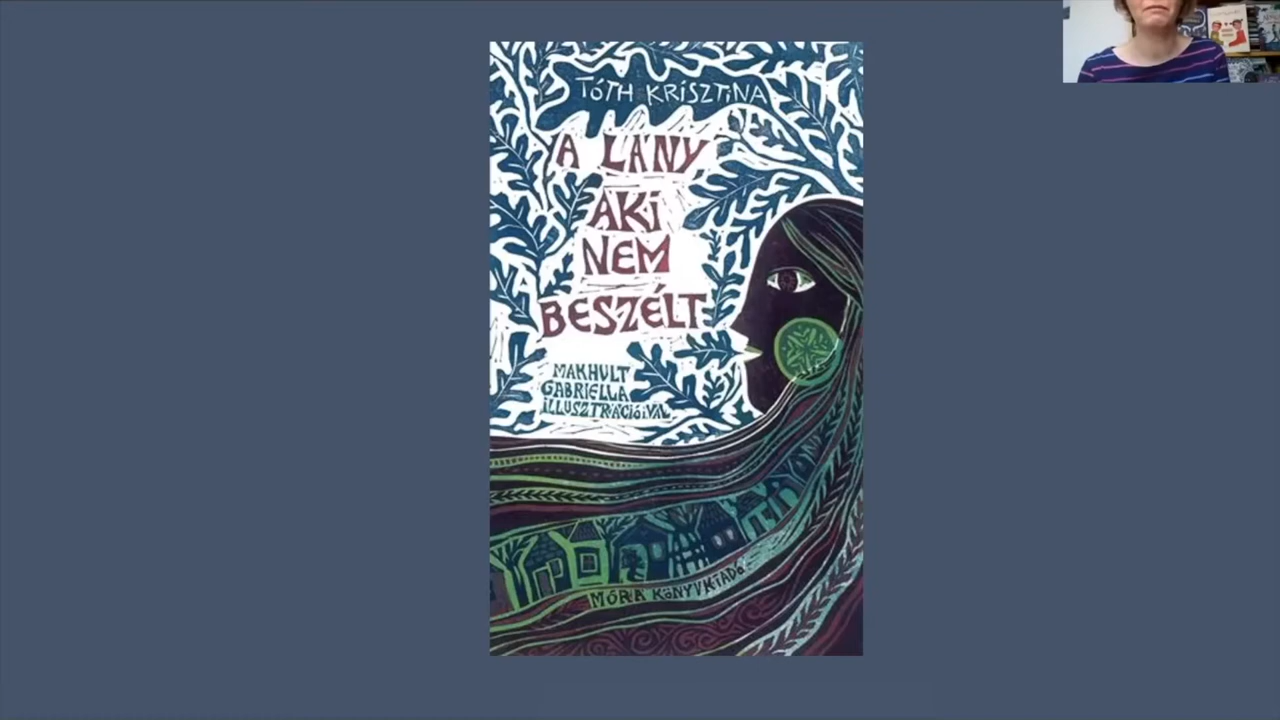 TÓTH KRISZTINA
A LÁNY
AKI
NEM
BESZÉLT
MAKHULT
GABRIELLA
ILLUSZTRÁCIÓIVAL
MÓRA KÖNYVKIADÓ